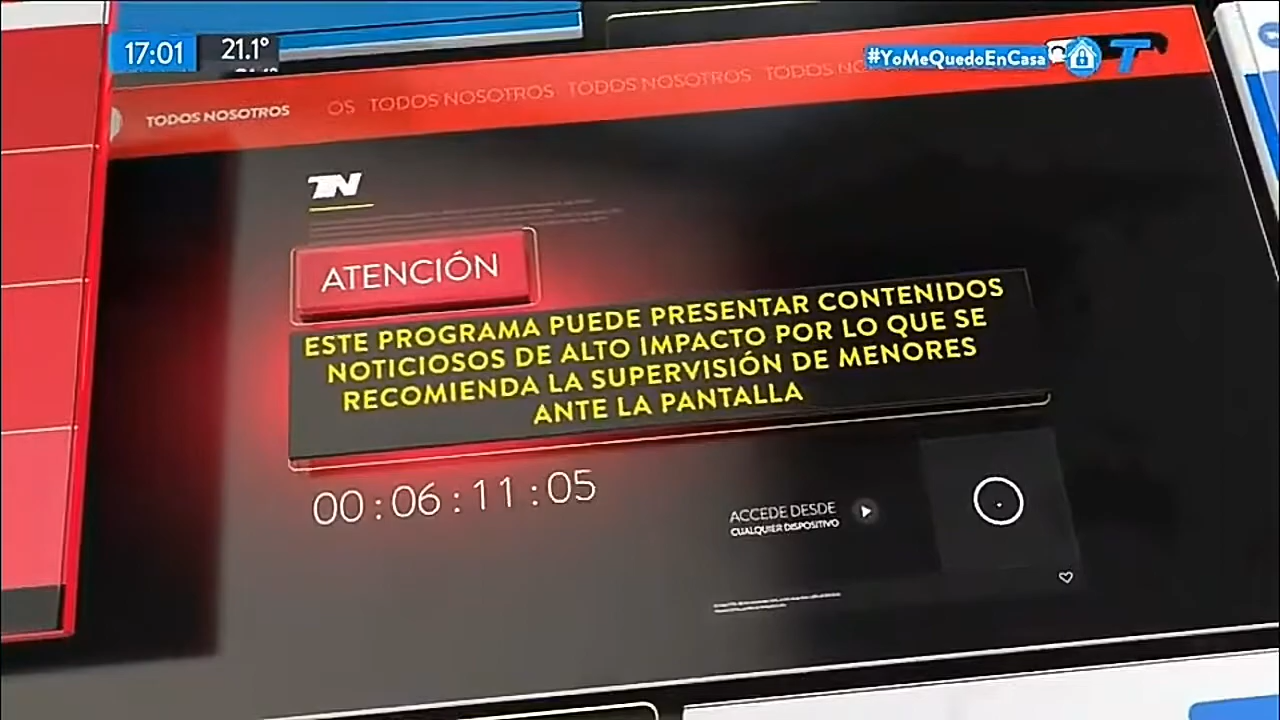 17:01 21.1° #YoMeQuedoEnCasa T
TODOS NOSOTROS OS TODOS NOSOTROS TODOS NOSOTROS TODOS
TN
ATENCIÓN
ESTE PROGRAMA PUEDE PRESENTAR CONTENIDOS
NOTICIOSOS DE ALTO IMPACTO POR LO QUE SE
RECOMIENDA LA SUPERVISIÓN DE MENORES
ANTE LA PANTALLA
00:06:11:05
ACCEDE DESDE
CUALQUIER DISPOSITIVO